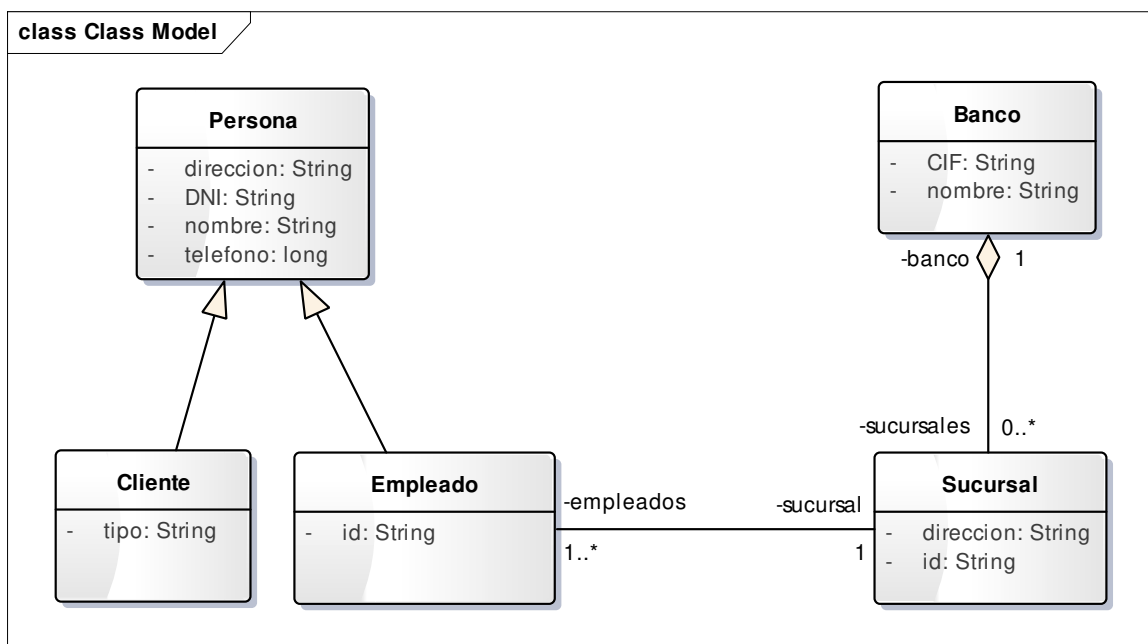 class Class Model
Persona
- direccion: String
- DNI: String
- nombre: String
- telefono: long
Banco
- CIF: String
- nombre: String
-banco 1
-sucursales 0..*
Cliente
- tipo: String
Empleado
- id: String
-empleados
1..*
-sucursal
1
Sucursal
- direccion: String
- id: String